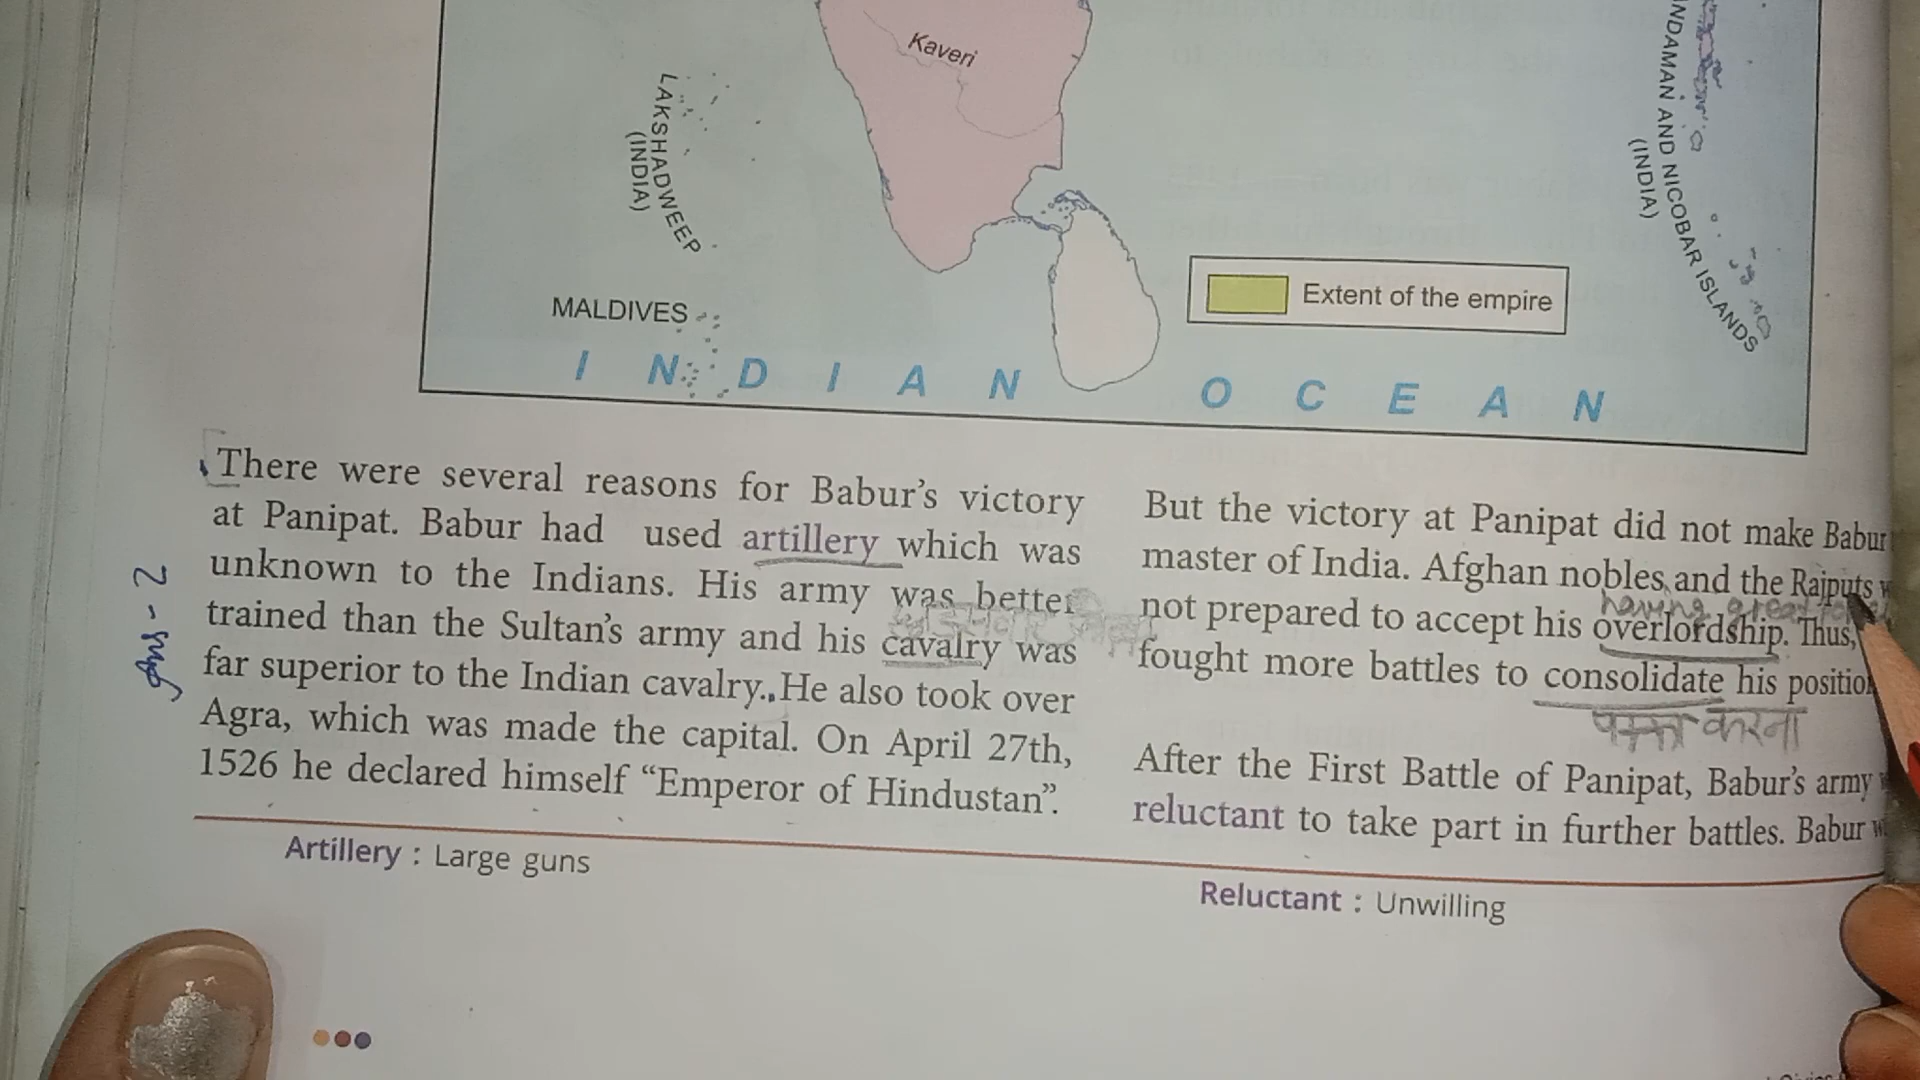 Kaveri
LAKSHADWEEP
(INDIA)
ANDAMAN AND NICOBAR ISLANDS
(INDIA)
MALDIVES
Extent of the empire
INDIAN OCEAN
There were several reasons for Babur's victory
at Panipat. Babur had used artillery which was
unknown to the Indians. His army was better
trained than the Sultan's army and his cavalry was
far superior to the Indian cavalry. He also took over
Agra, which was made the capital. On April 27th,
1526 he declared himself “Emperor of Hindustan”.
Artillery : Large guns
But the victory at Panipat did not make Babur
master of India. Afghan nobles and the Rajputs
having great
not prepared to accept his overlordship. Thus,
fought more battles to consolidate his position
पक्का करना
After the First Battle of Panipat, Babur's army
reluctant to take part in further battles. Babur
Reluctant : Unwilling